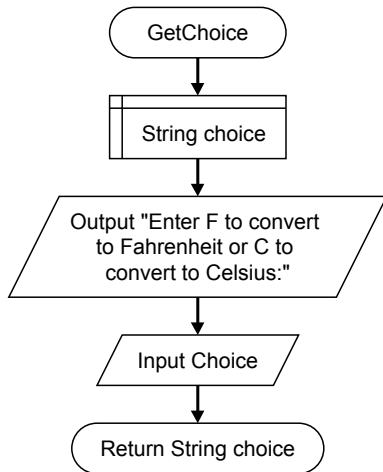 GetChoice
String choice
Output "Enter F to convert
to Fahrenheit or C to
convert to Celsius:"
Input Choice
Return String choice